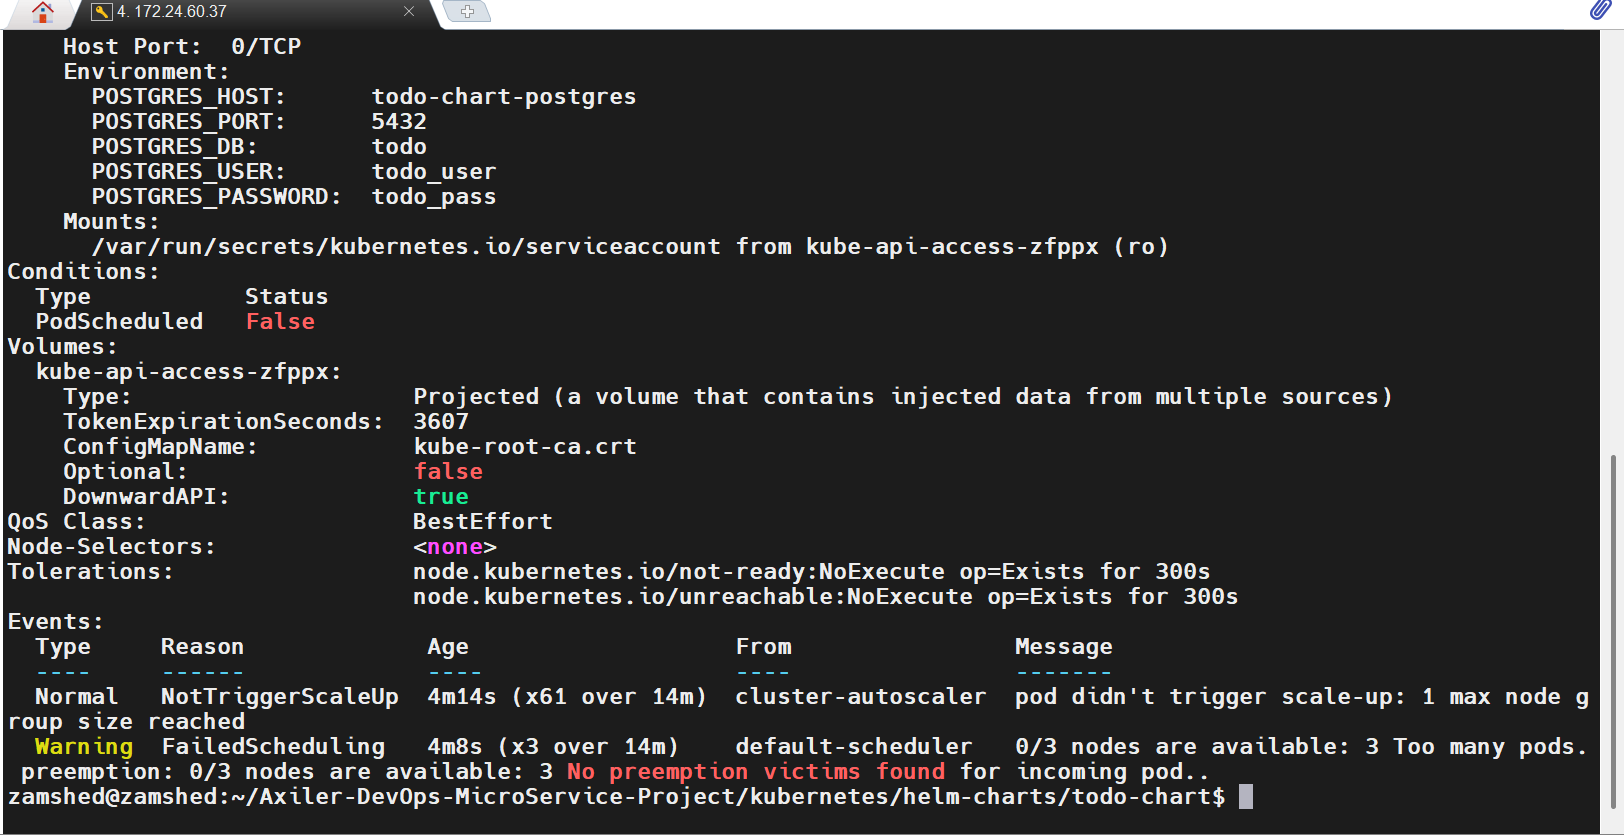 4. 172.24.60.37
    Host Port:  0/TCP
    Environment:
      POSTGRES_HOST:      todo-chart-postgres
      POSTGRES_PORT:      5432
      POSTGRES_DB:        todo
      POSTGRES_USER:      todo_user
      POSTGRES_PASSWORD:  todo_pass
    Mounts:
      /var/run/secrets/kubernetes.io/serviceaccount from kube-api-access-zfppx (ro)
Conditions:
  Type           Status
  PodScheduled   False
Volumes:
  kube-api-access-zfppx:
    Type:                    Projected (a volume that contains injected data from multiple sources)
    TokenExpirationSeconds:  3607
    ConfigMapName:           kube-root-ca.crt
    Optional:                false
    DownwardAPI:             true
QoS Class:                   BestEffort
Node-Selectors:              <none>
Tolerations:                 node.kubernetes.io/not-ready:NoExecute op=Exists for 300s
                             node.kubernetes.io/unreachable:NoExecute op=Exists for 300s
Events:
  Type     Reason             Age                   From                Message
  ----     ------             ----                  ----                -------
  Normal   NotTriggerScaleUp  4m14s (x61 over 14m)  cluster-autoscaler  pod didn't trigger scale-up: 1 max node g
roup size reached
  Warning  FailedScheduling   4m8s (x3 over 14m)    default-scheduler   0/3 nodes are available: 3 Too many pods.
 preemption: 0/3 nodes are available: 3 No preemption victims found for incoming pod..
zamshed@zamshed:~/Axiler-DevOps-MicroService-Project/kubernetes/helm-charts/todo-chart$